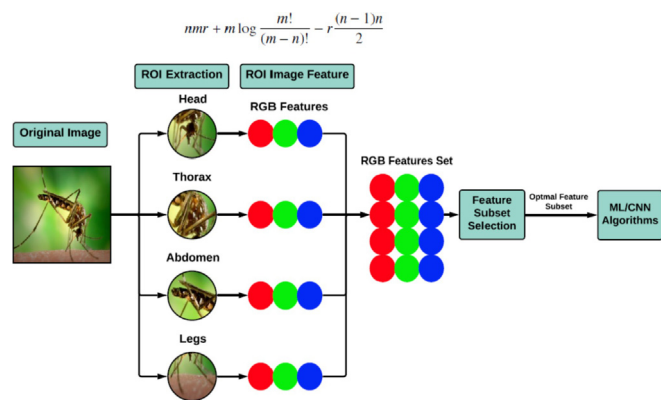 nmr + m log m! / (m − n)! − r (n − 1)n / 2
ROI Extraction
ROI Image Feature
Head
RGB Features
Original Image
RGB Features Set
Thorax
Feature
Subset
Selection
Optmal Feature
Subset
ML/CNN
Algorithms
Abdomen
Legs